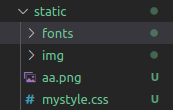 static
fonts
img
aa.png U
# mystyle.css U